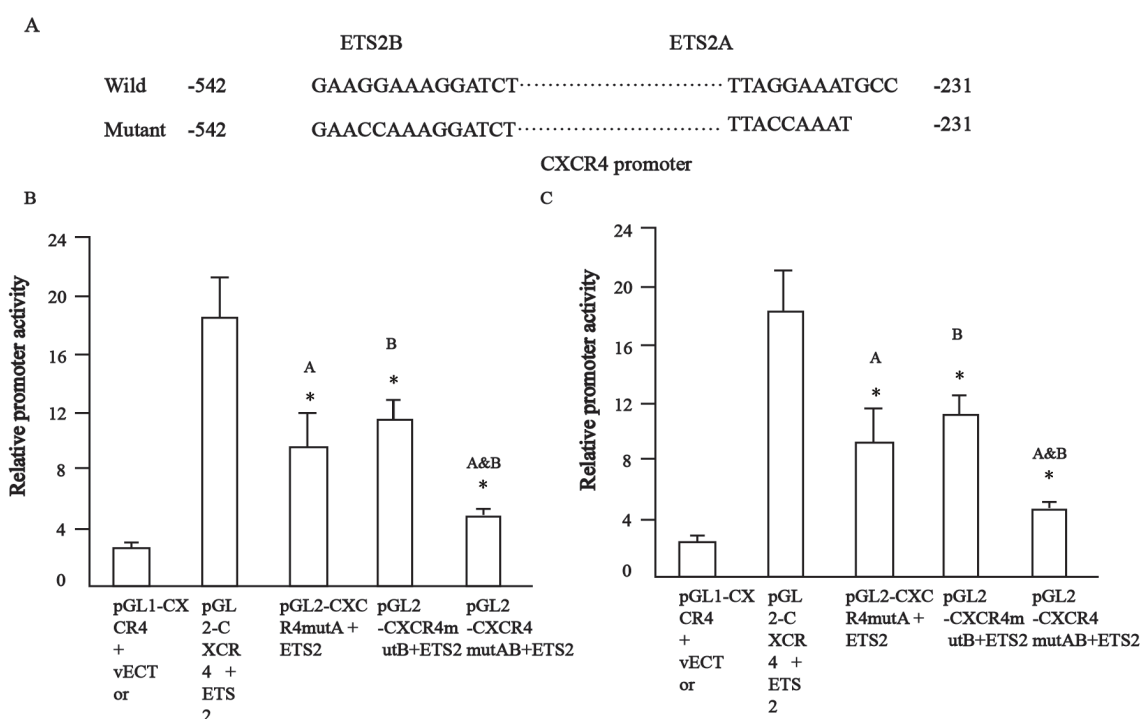 A
ETS2B ETS2A
Wild -542 GAAGGAAAGGATCT····························TTAGGAAATGCC -231
Mutant -542 GAACCAAAGGATCT····························TTACCAAAT -231
CXCR4 promoter
B
Relative promoter activity
24
20
16
12
8
4
0
A
*
B
*
A&B
*
pGL1-CX
CR4
+
vECT
or
pGL
2-C
XCR
4 +
ETS
2
pGL2-CXC
R4mutA +
ETS2
pGL2
-CXCR4m
utB+ETS2
pGL2
-CXCR4
mutAB+ETS2
C
Relative promoter activity
24
20
16
12
8
4
0
A
*
B
*
A&B
*
pGL1-CX
CR4
+
vECT
or
pGL
2-C
XCR
4 +
ETS
2
pGL2-CXC
R4mutA +
ETS2
pGL2
-CXCR4m
utB+ETS2
pGL2
-CXCR4
mutAB+ETS2